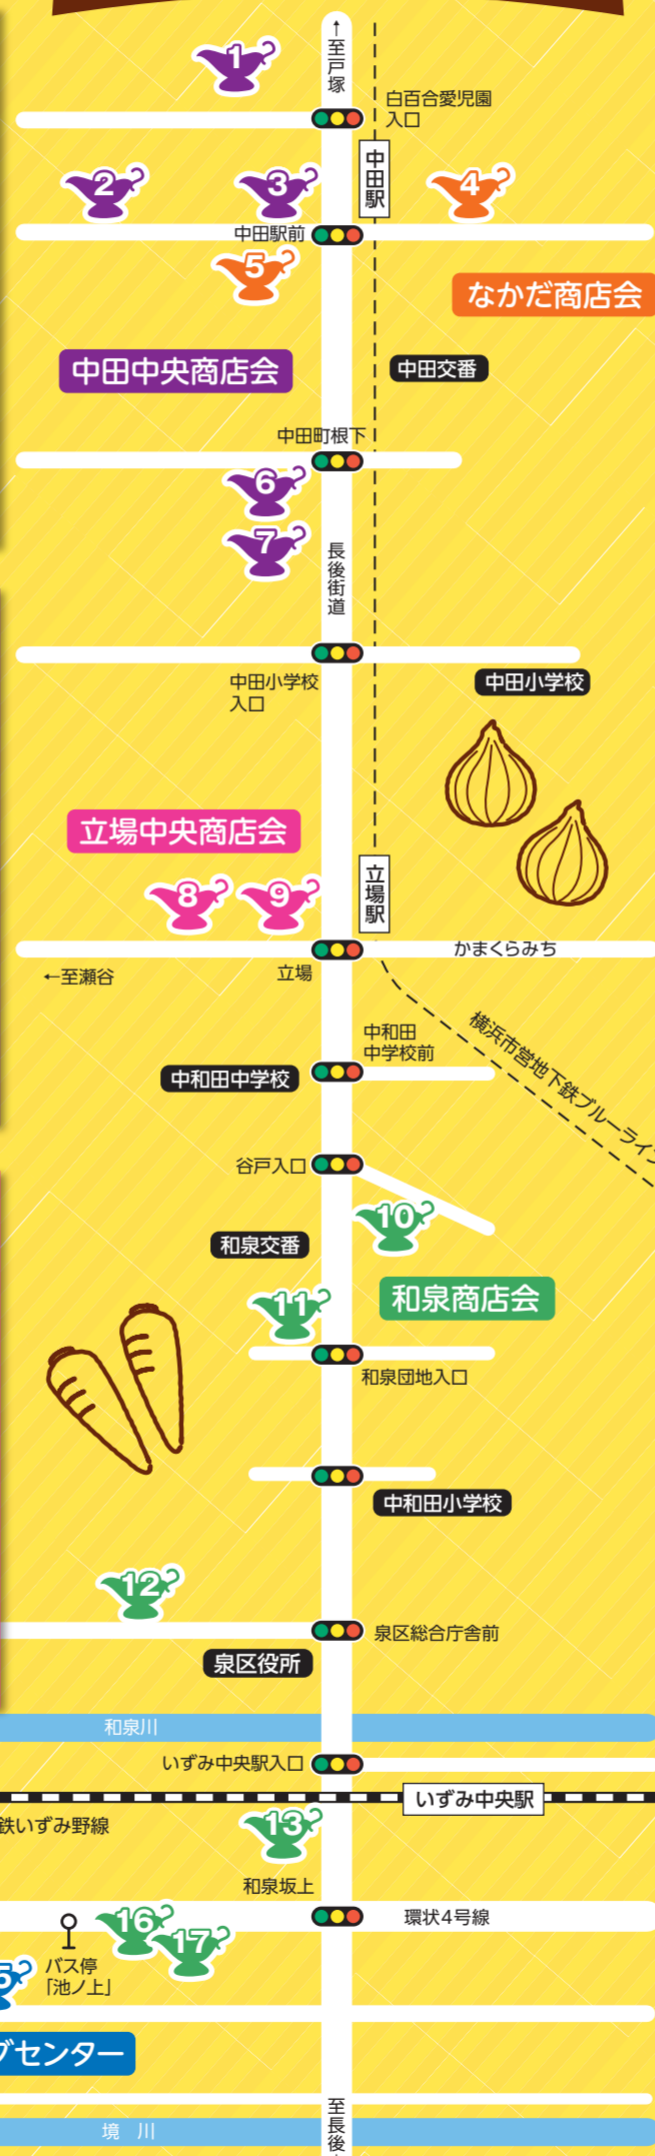 ↑至戸塚
1
白百合愛児園
入口
中田駅
2
3
4
中田駅前
5
なかだ商店会
中田中央商店会
中田交番
中田町根下
6
7
長後街道
中田小学校
入口
中田小学校
立場中央商店会
立場駅
8
9
かまくらみち
←至瀬谷
立場
中和田
中学校前
横浜市営地下鉄ブルーライン
中和田中学校
谷戸入口
10
和泉交番
和泉商店会
11
和泉団地入口
中和田小学校
12
泉区総合庁舎前
泉区役所
和泉川
いずみ中央駅入口
いずみ中央駅
鉄いずみ野線
13
和泉坂上
環状4号線
16
17
バス停
「池ノ上」
5
グセンター
至長後
境 川